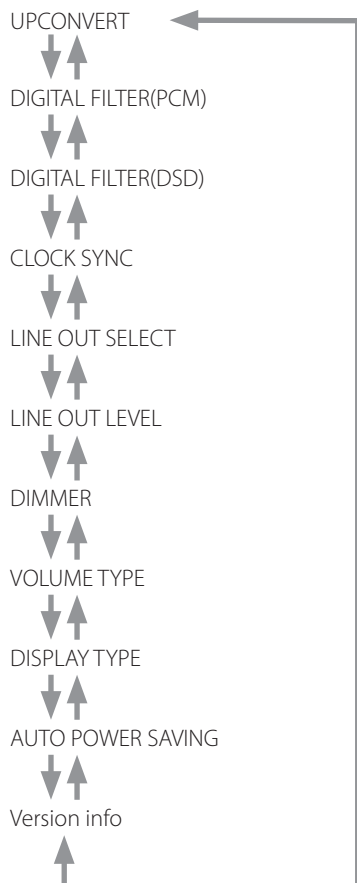 UPCONVERT
DIGITAL FILTER(PCM)
DIGITAL FILTER(DSD)
CLOCK SYNC
LINE OUT SELECT
LINE OUT LEVEL
DIMMER
VOLUME TYPE
DISPLAY TYPE
AUTO POWER SAVING
Version info